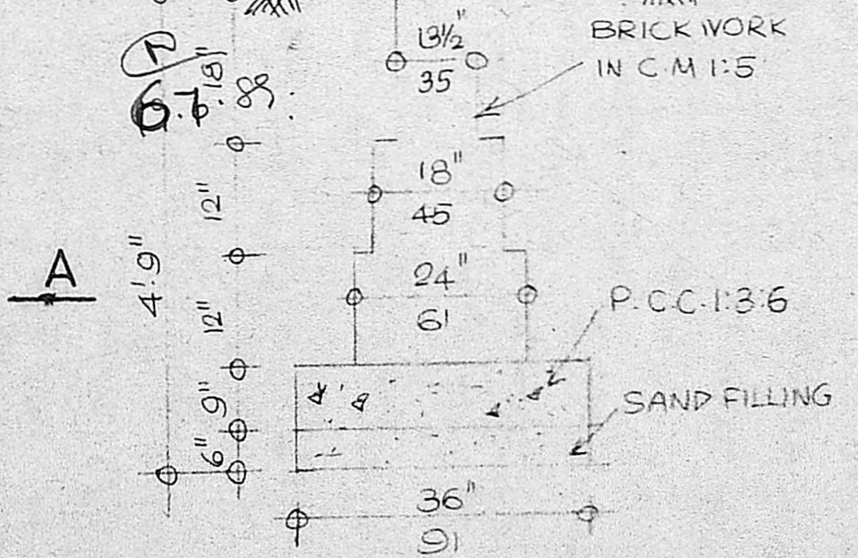 13½"
35
BRICK WORK
IN C.M 1:5
18"
18"
45
12"
4'.9"
A
24"
61
12"
P.C.C.1:3:6
9"
SAND FILLING
6"
36"
91